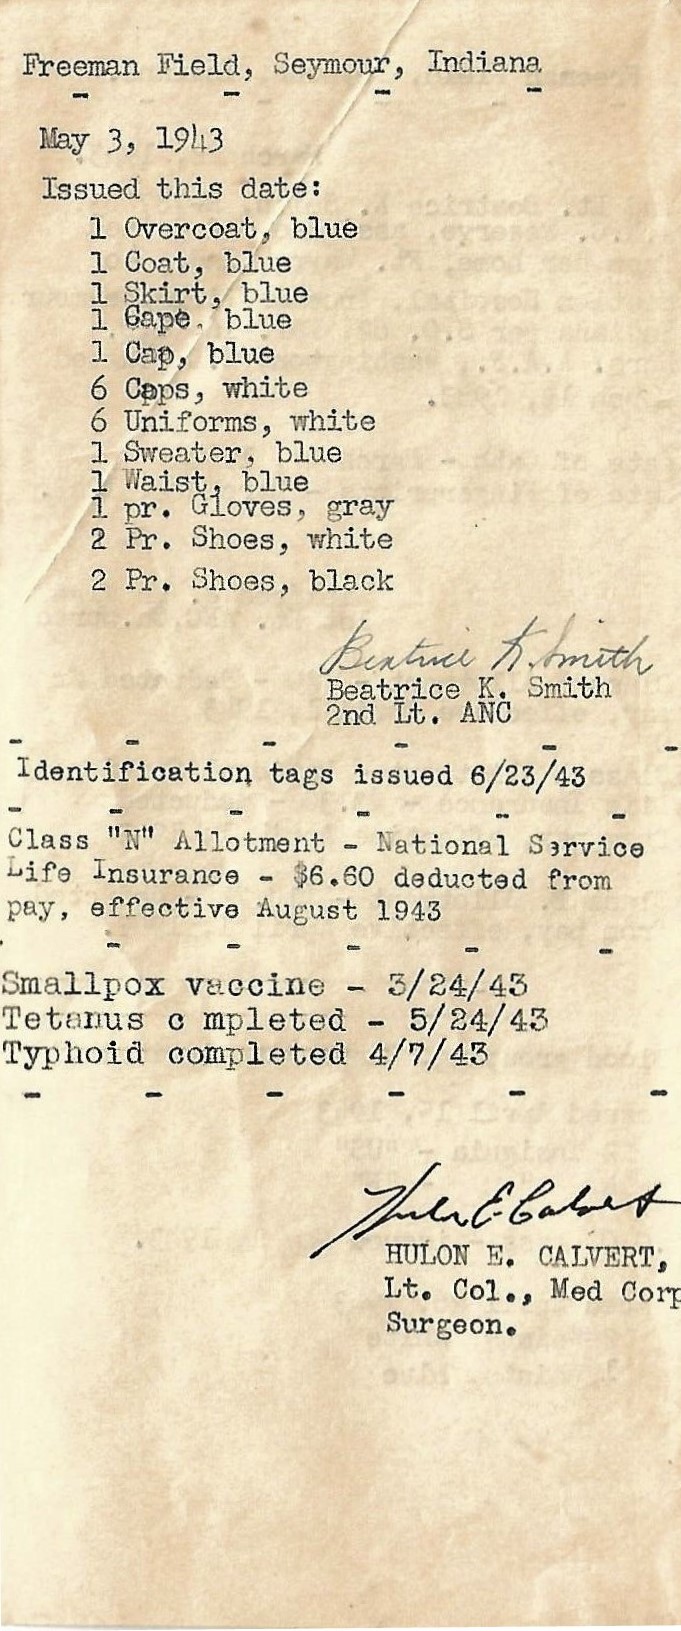 Freeman Field, Seymour, Indiana
- - - -
May 3, 1943
Issued this date:
1 Overcoat, blue
1 Coat, blue
1 Skirt, blue
1 Cape, blue
1 Cap, blue
6 Caps, white
6 Uniforms, white
1 Sweater, blue
1 Waist, blue
1 pr. Gloves, gray
2 Pr. Shoes, white
2 Pr. Shoes, black
Beatrice K. Smith
Beatrice K. Smith
2nd Lt. ANC
- - - - - -
Identification tags issued 6/23/43
- - - - - -
Class "N" Allotment - National Service
Life Insurance - $6.60 deducted from
pay, effective August 1943
- - - - - -
Smallpox vaccine - 3/24/43
Tetanus c mpleted - 5/24/43
Typhoid completed 4/7/43
- - - - - -
Hulon E. Calvert
HULON E. CALVERT,
Lt. Col., Med Corp
Surgeon.